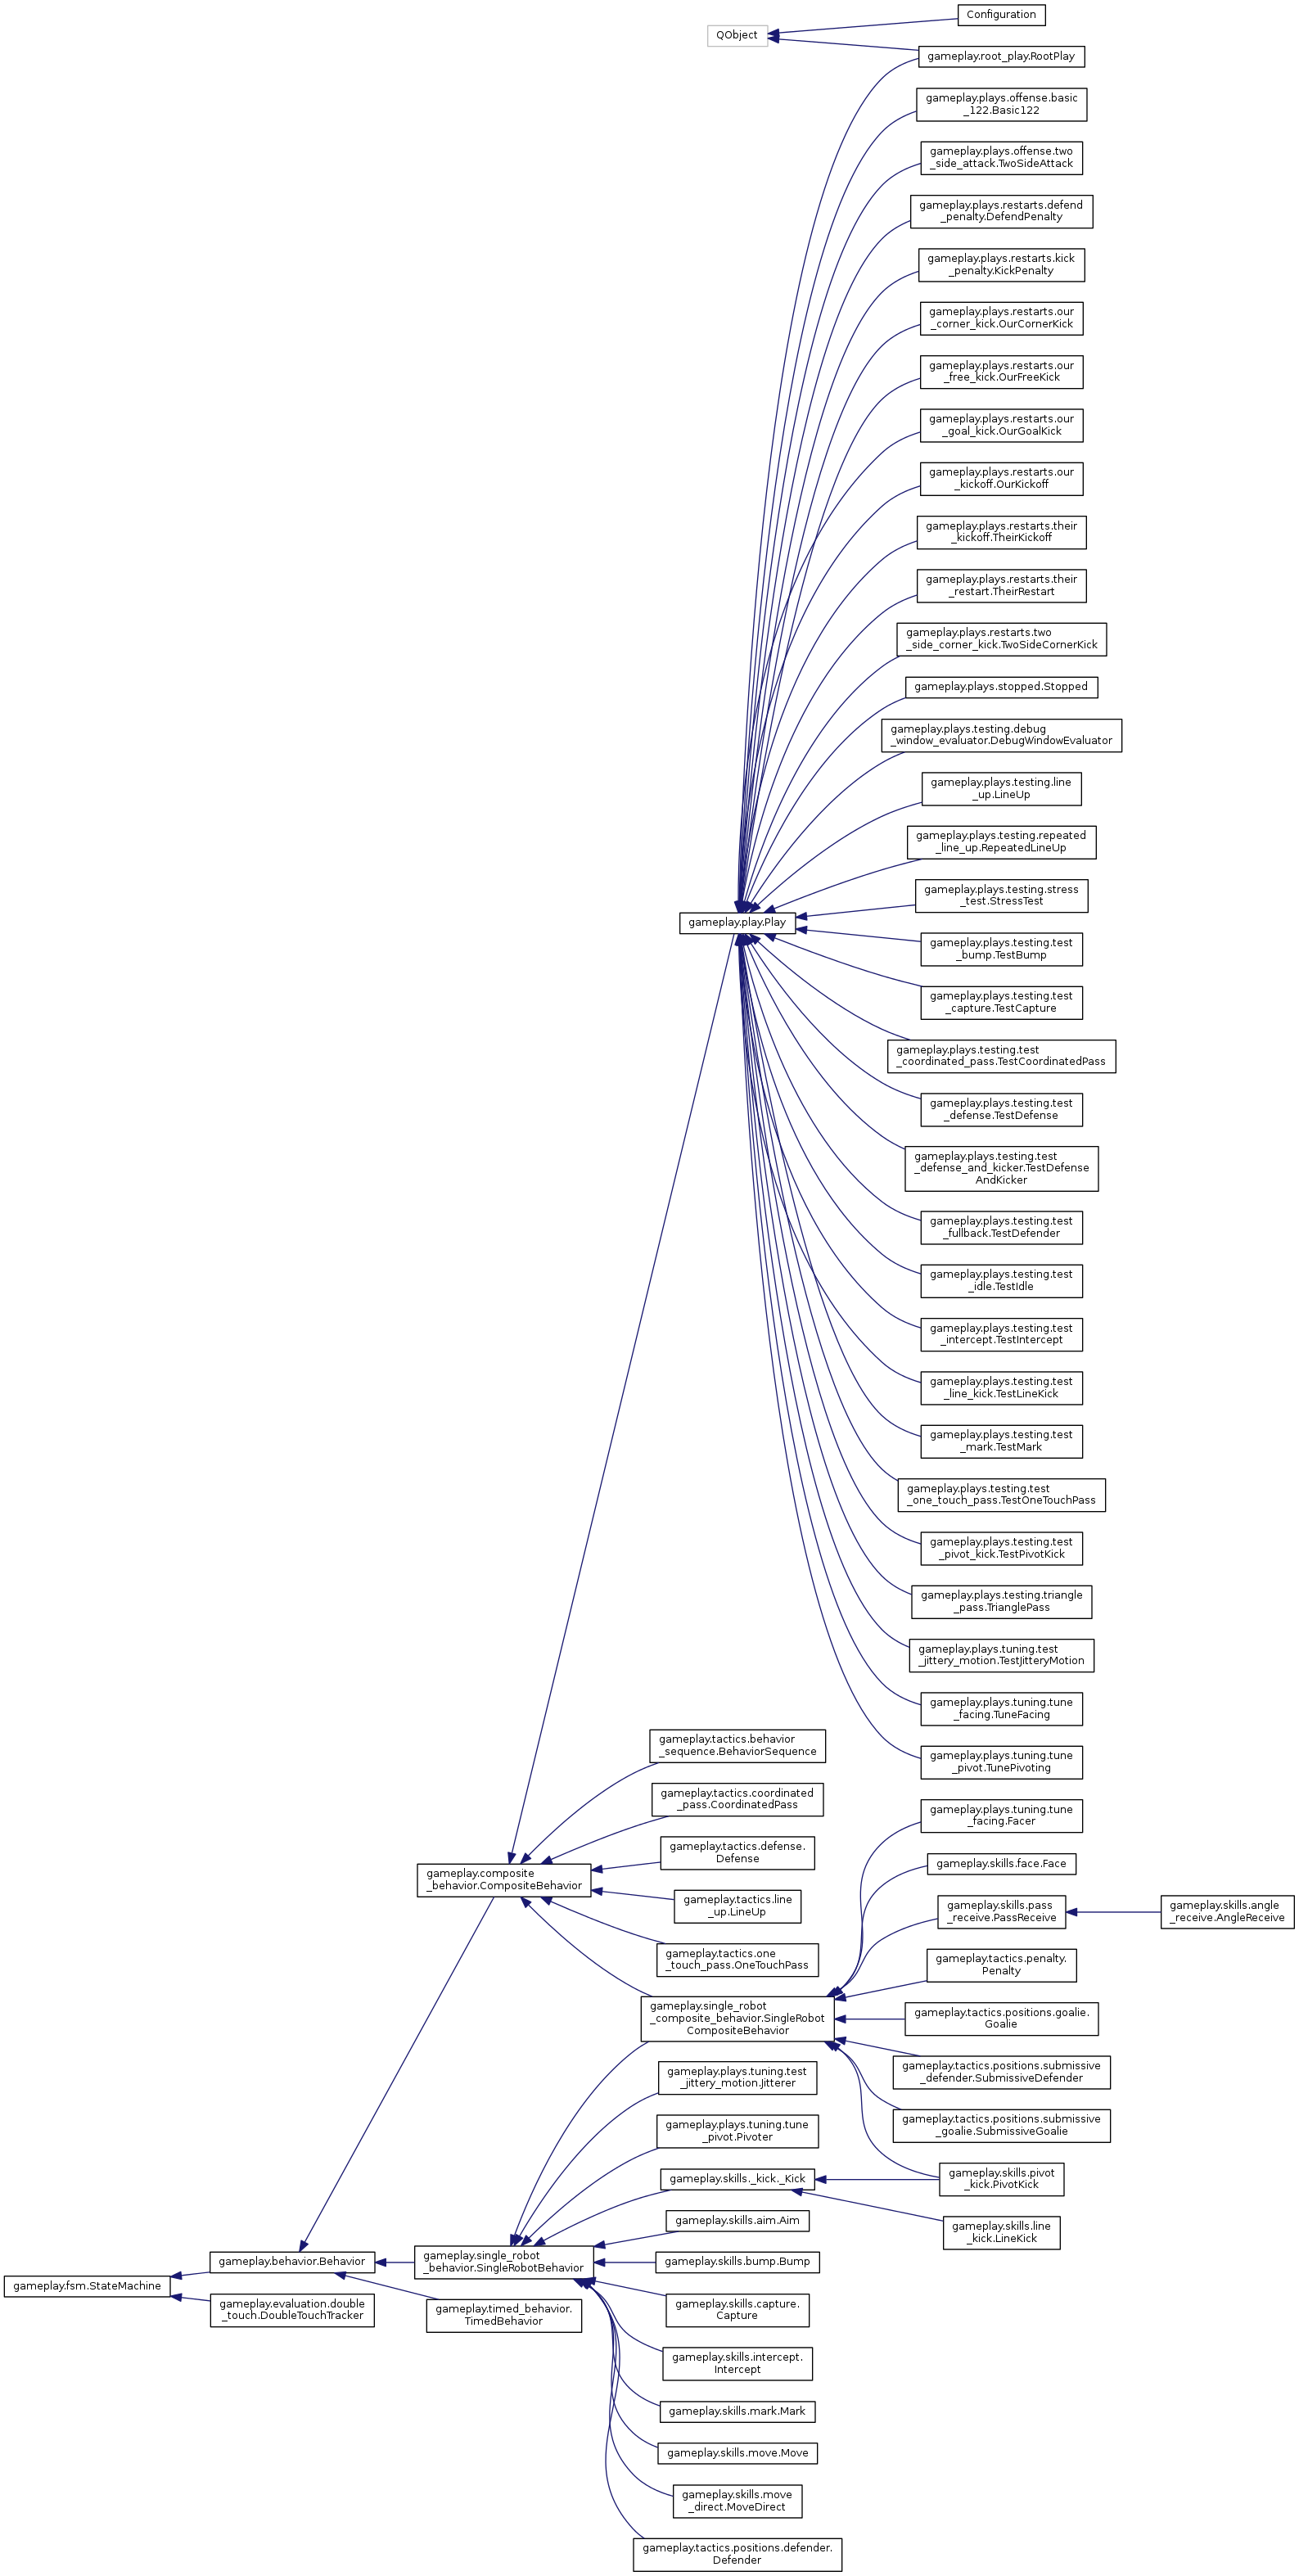 Configuration
QObject
gameplay.root_play.RootPlay
gameplay.plays.offense.basic
_122.Basic122
gameplay.plays.offense.two
_side_attack.TwoSideAttack
gameplay.plays.restarts.defend
_penalty.DefendPenalty
gameplay.plays.restarts.kick
_penalty.KickPenalty
gameplay.plays.restarts.our
_corner_kick.OurCornerKick
gameplay.plays.restarts.our
_free_kick.OurFreeKick
gameplay.plays.restarts.our
_goal_kick.OurGoalKick
gameplay.plays.restarts.our
_kickoff.OurKickoff
gameplay.plays.restarts.their
_kickoff.TheirKickoff
gameplay.plays.restarts.their
_restart.TheirRestart
gameplay.plays.restarts.two
_side_corner_kick.TwoSideCornerKick
gameplay.plays.stopped.Stopped
gameplay.plays.testing.debug
_window_evaluator.DebugWindowEvaluator
gameplay.plays.testing.line
_up.LineUp
gameplay.plays.testing.repeated
_line_up.RepeatedLineUp
gameplay.plays.testing.stress
_test.StressTest
gameplay.play.Play
gameplay.plays.testing.test
_bump.TestBump
gameplay.plays.testing.test
_capture.TestCapture
gameplay.plays.testing.test
_coordinated_pass.TestCoordinatedPass
gameplay.plays.testing.test
_defense.TestDefense
gameplay.plays.testing.test
_defense_and_kicker.TestDefense
AndKicker
gameplay.plays.testing.test
_fullback.TestDefender
gameplay.plays.testing.test
_idle.TestIdle
gameplay.plays.testing.test
_intercept.TestIntercept
gameplay.plays.testing.test
_line_kick.TestLineKick
gameplay.plays.testing.test
_mark.TestMark
gameplay.plays.testing.test
_one_touch_pass.TestOneTouchPass
gameplay.plays.testing.test
_pivot_kick.TestPivotKick
gameplay.plays.testing.triangle
_pass.TrianglePass
gameplay.plays.tuning.test
_jittery_motion.TestJitteryMotion
gameplay.plays.tuning.tune
_facing.TuneFacing
gameplay.plays.tuning.tune
_pivot.TunePivoting
gameplay.tactics.behavior
_sequence.BehaviorSequence
gameplay.tactics.coordinated
_pass.CoordinatedPass
gameplay.plays.tuning.tune
_facing.Facer
gameplay.tactics.defense.
Defense
gameplay.skills.face.Face
gameplay.composite
_behavior.CompositeBehavior
gameplay.tactics.line
_up.LineUp
gameplay.skills.pass
_receive.PassReceive
gameplay.skills.angle
_receive.AngleReceive
gameplay.tactics.one
_touch_pass.OneTouchPass
gameplay.tactics.penalty.
Penalty
gameplay.single_robot
_composite_behavior.SingleRobot
CompositeBehavior
gameplay.tactics.positions.goalie.
Goalie
gameplay.plays.tuning.test
_jittery_motion.Jitterer
gameplay.tactics.positions.submissive
_defender.SubmissiveDefender
gameplay.plays.tuning.tune
_pivot.Pivoter
gameplay.tactics.positions.submissive
_goalie.SubmissiveGoalie
gameplay.skills._kick._Kick
gameplay.skills.pivot
_kick.PivotKick
gameplay.skills.aim.Aim
gameplay.skills.line
_kick.LineKick
gameplay.behavior.Behavior
gameplay.single_robot
_behavior.SingleRobotBehavior
gameplay.skills.bump.Bump
gameplay.fsm.StateMachine
gameplay.evaluation.double
_touch.DoubleTouchTracker
gameplay.timed_behavior.
TimedBehavior
gameplay.skills.capture.
Capture
gameplay.skills.intercept.
Intercept
gameplay.skills.mark.Mark
gameplay.skills.move.Move
gameplay.skills.move
_direct.MoveDirect
gameplay.tactics.positions.defender.
Defender